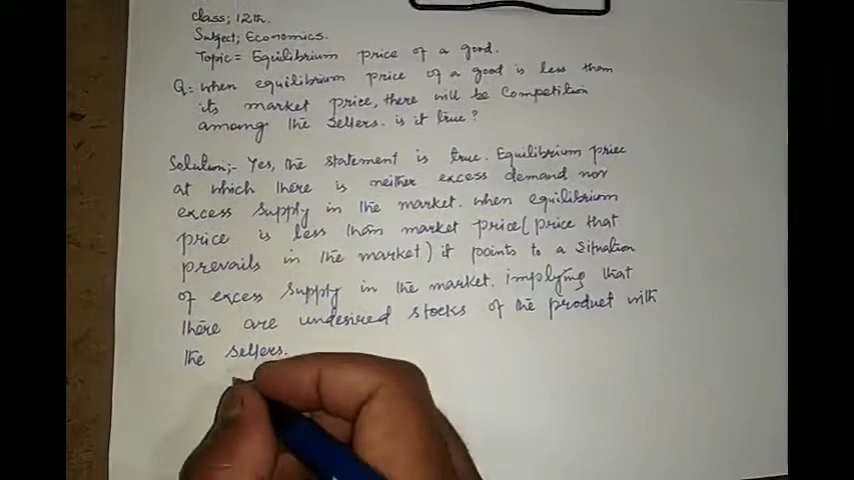 Class; 12th.
Subject; Economics.
Topic= Equilibrium price of a good.
Q:- when equilibrium price of a good is less them
its market price, there will be Competition
among the sellers. is it true?
Solution;- Yes, the statement is true. Equilibrium price
at which there is neither excess demand nor
excess supply in the market. when equilibrium
price is less than market price( price that
prevails in the market) it points to a situation
of excess supply in the market. implying that
there are undesired stocks of the product with
the sellers.